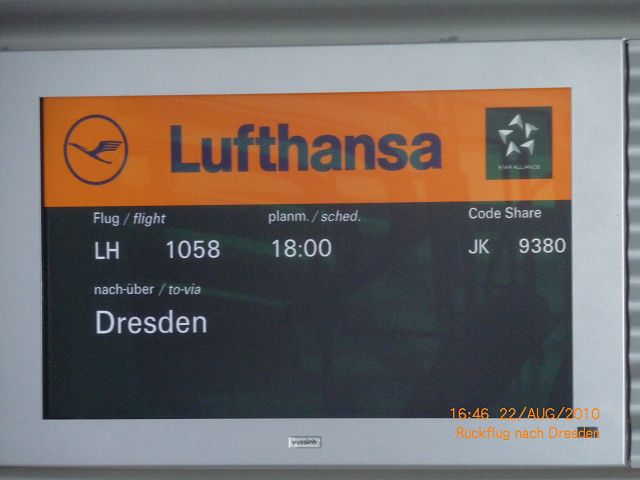 Lufthansa
STAR ALLIANCE
Flug / flight planm. / sched. Code Share
LH 1058 18:00 JK 9380
nach-über / to-via
Dresden
16:46 22/AUG/2010
Rückflug nach Dresden
vossloh